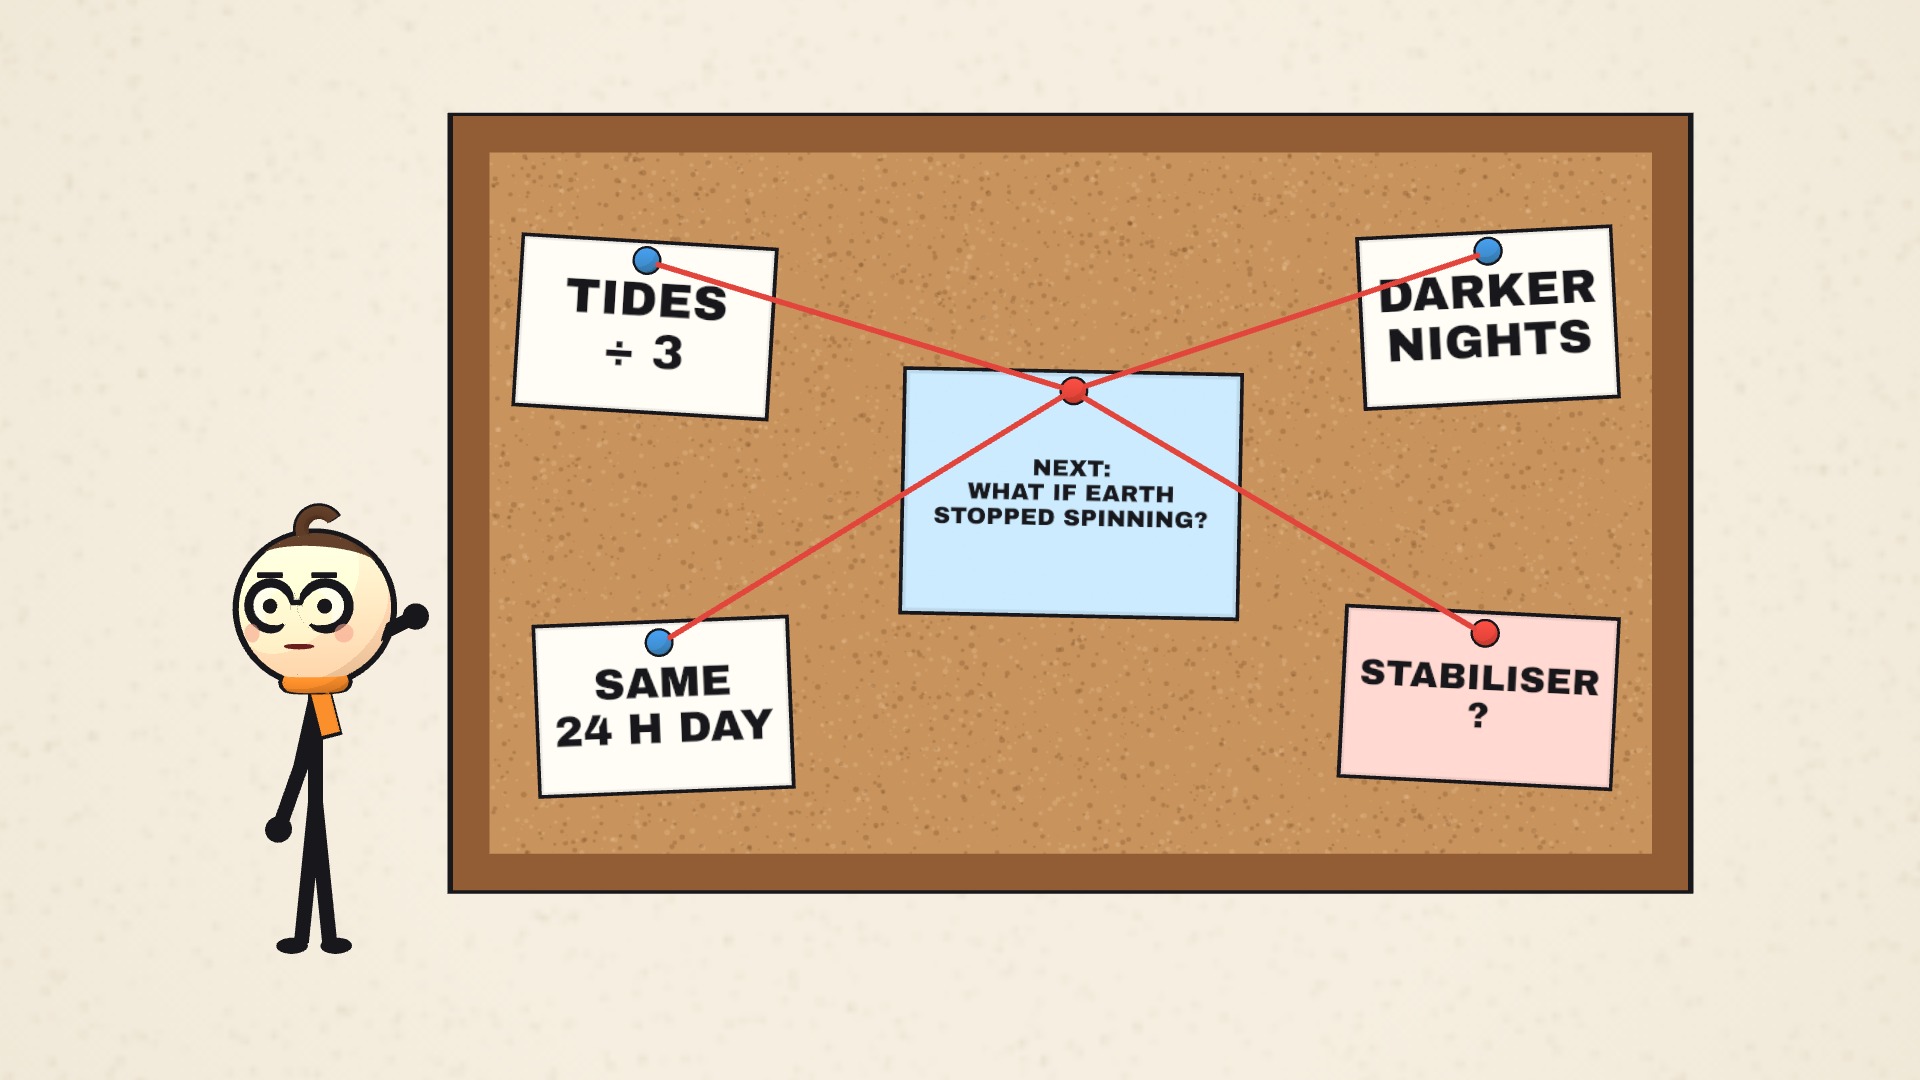 TIDES
÷ 3
DARKER
NIGHTS
NEXT:
WHAT IF EARTH
STOPPED SPINNING?
SAME
24 H DAY
STABILISER
?